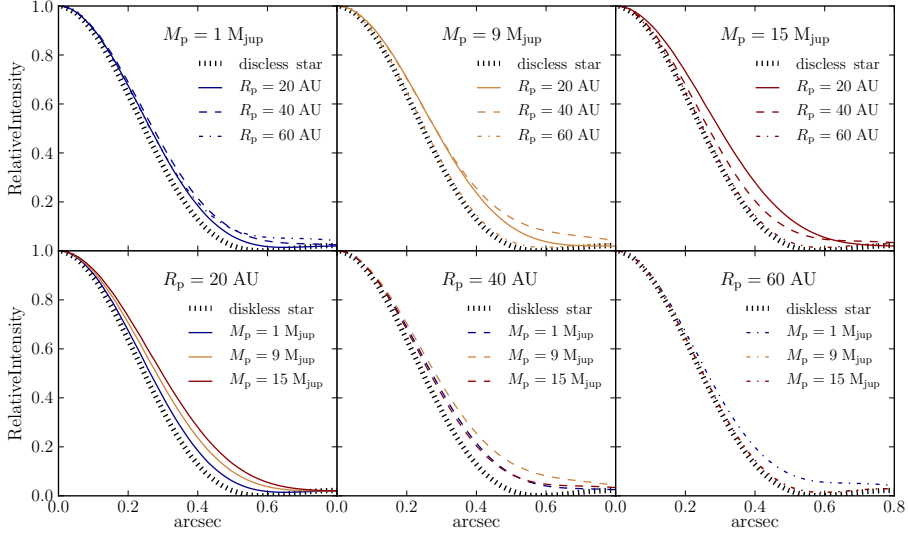 1.0
0.8
0.6
0.4
0.2
1.0
RelativeIntensity
M_p = 1 M_jup
discless star
R_p = 20 AU
R_p = 40 AU
R_p = 60 AU
M_p = 9 M_jup
discless star
R_p = 20 AU
R_p = 40 AU
R_p = 60 AU
M_p = 15 M_jup
discless star
R_p = 20 AU
R_p = 40 AU
R_p = 60 AU
0.8
0.6
0.4
0.2
0.0
RelativeIntensity
R_p = 20 AU
diskless star
M_p = 1 M_jup
M_p = 9 M_jup
M_p = 15 M_jup
R_p = 40 AU
diskless star
M_p = 1 M_jup
M_p = 9 M_jup
M_p = 15 M_jup
R_p = 60 AU
diskless star
M_p = 1 M_jup
M_p = 9 M_jup
M_p = 15 M_jup
0.0 0.2 0.4 0.6 0.0 0.2 0.4 0.6 0.0 0.2 0.4 0.6 0.8
arcsec arcsec arcsec